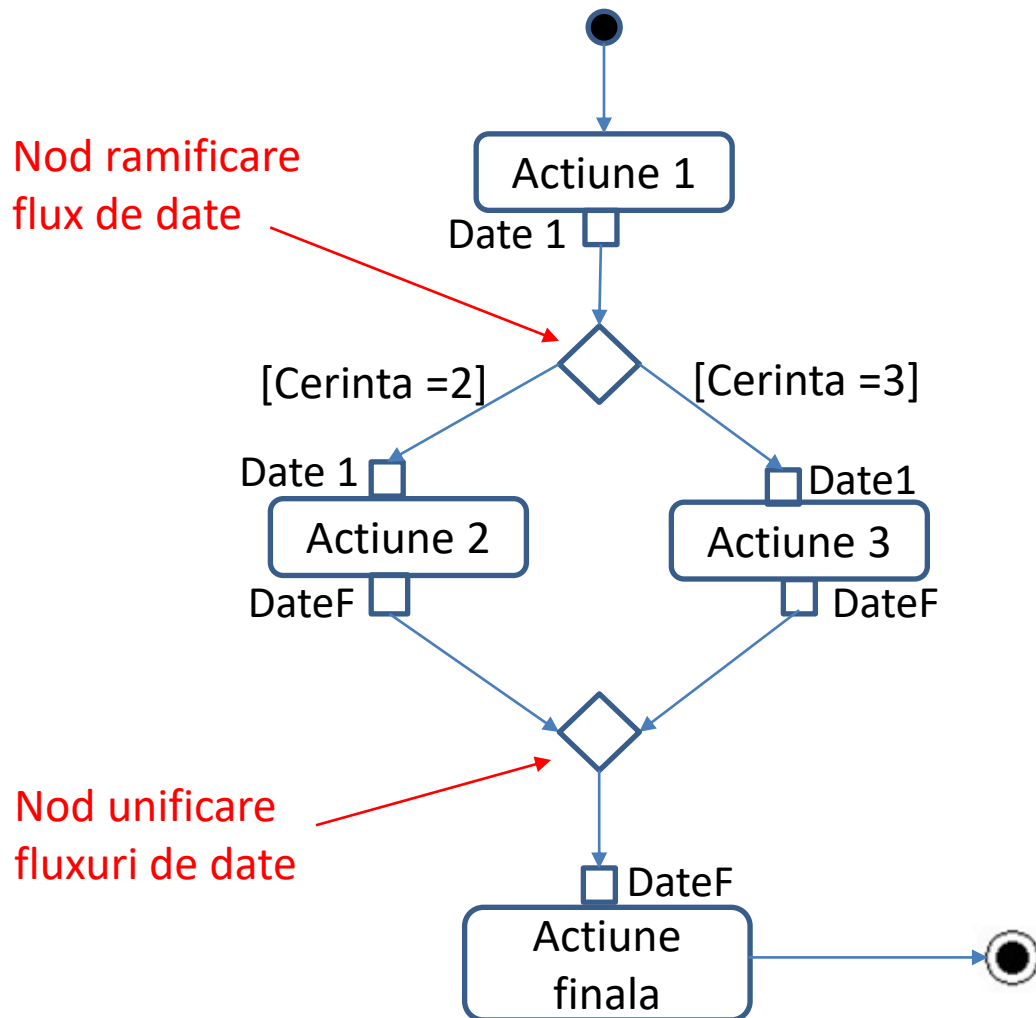 Nod ramificare
flux de date
Actiune 1
Date 1
[Cerinta =2]
[Cerinta =3]
Date 1
Date1
Actiune 2
Actiune 3
DateF
DateF
Nod unificare
fluxuri de date
DateF
Actiune
finala